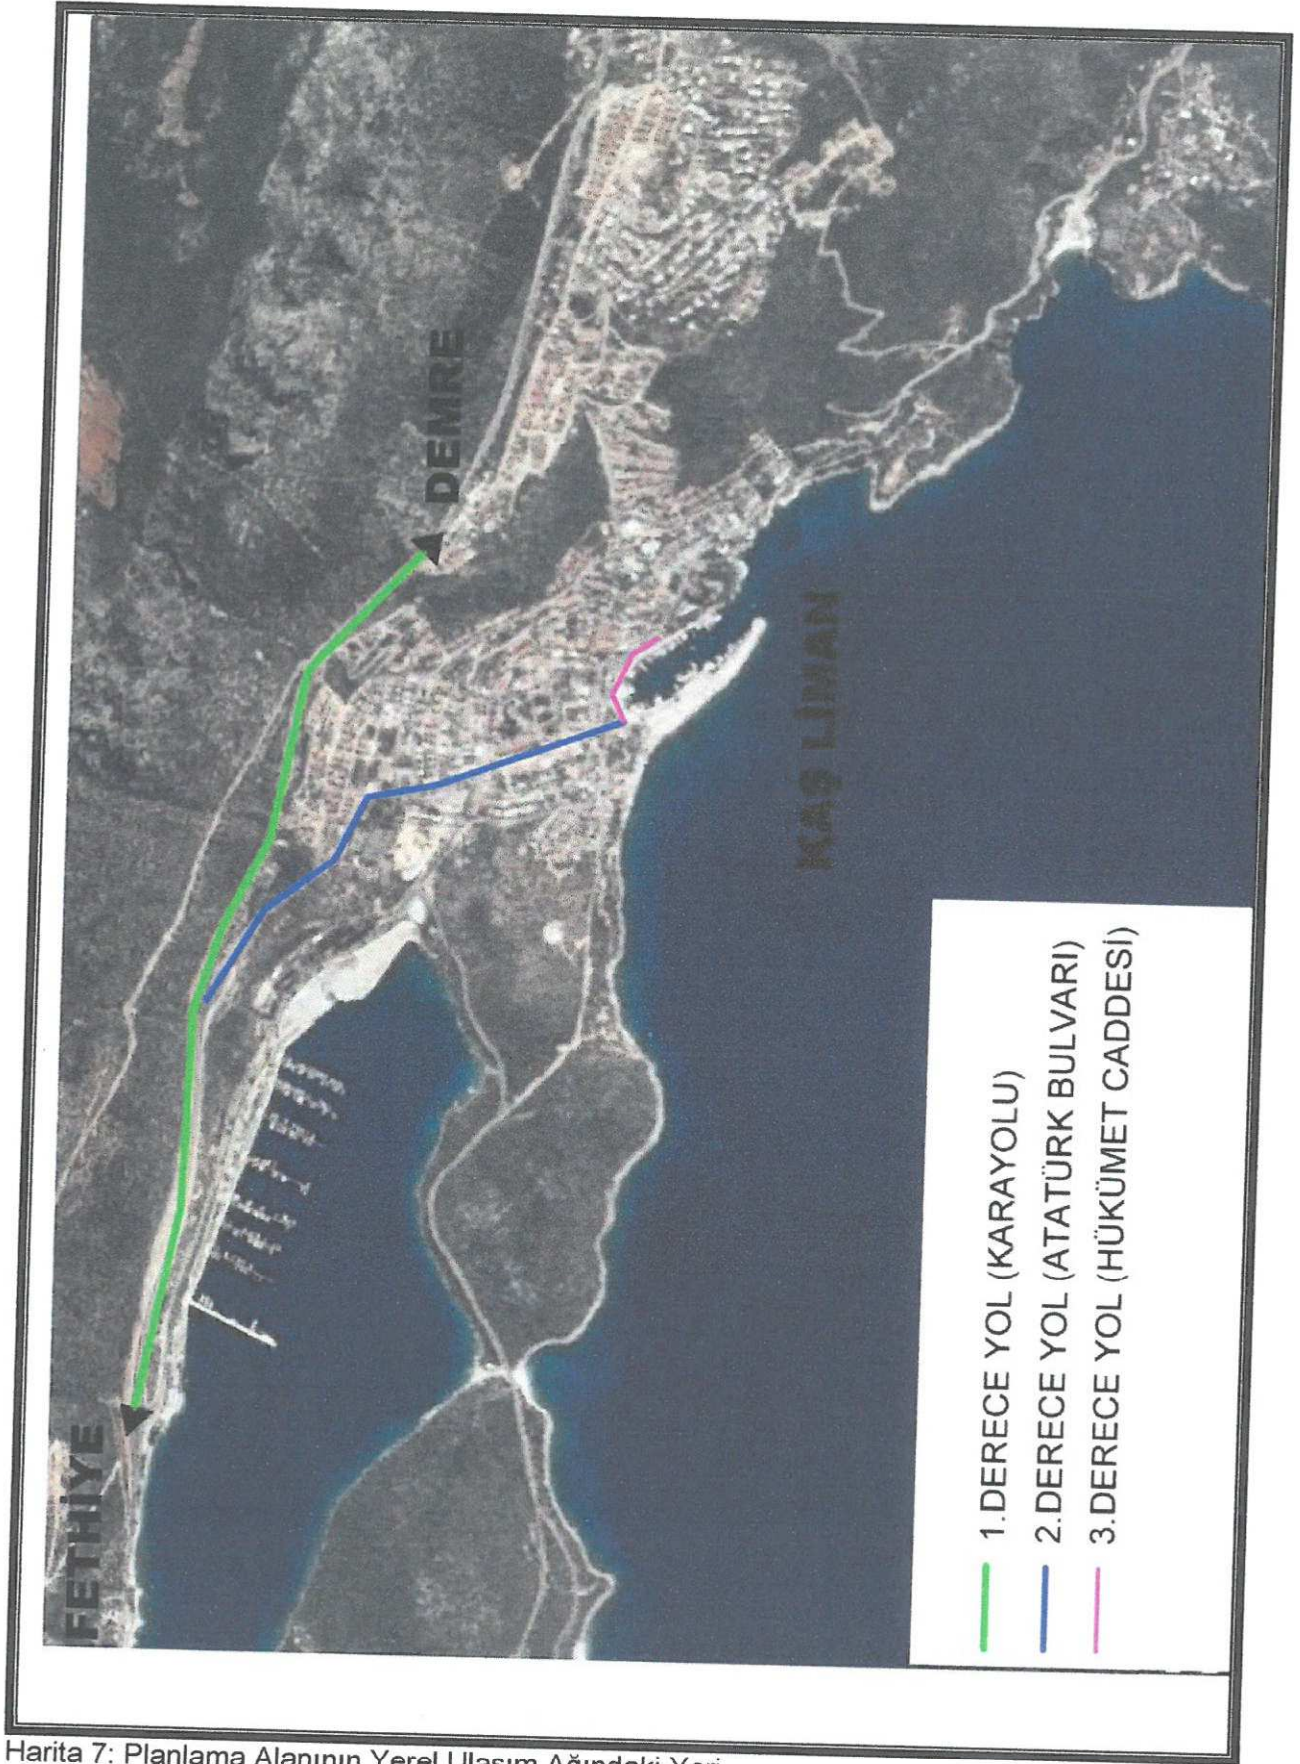 FETHİYE
DEMRE
KAŞ LİMAN
1.DERECE YOL (KARAYOLU)
2.DERECE YOL (ATATÜRK BULVARI)
3.DERECE YOL (HÜKÜMET CADDESİ)
Harita 7: Planlama Alanının Yerel Ulaşım Ağındaki Yeri